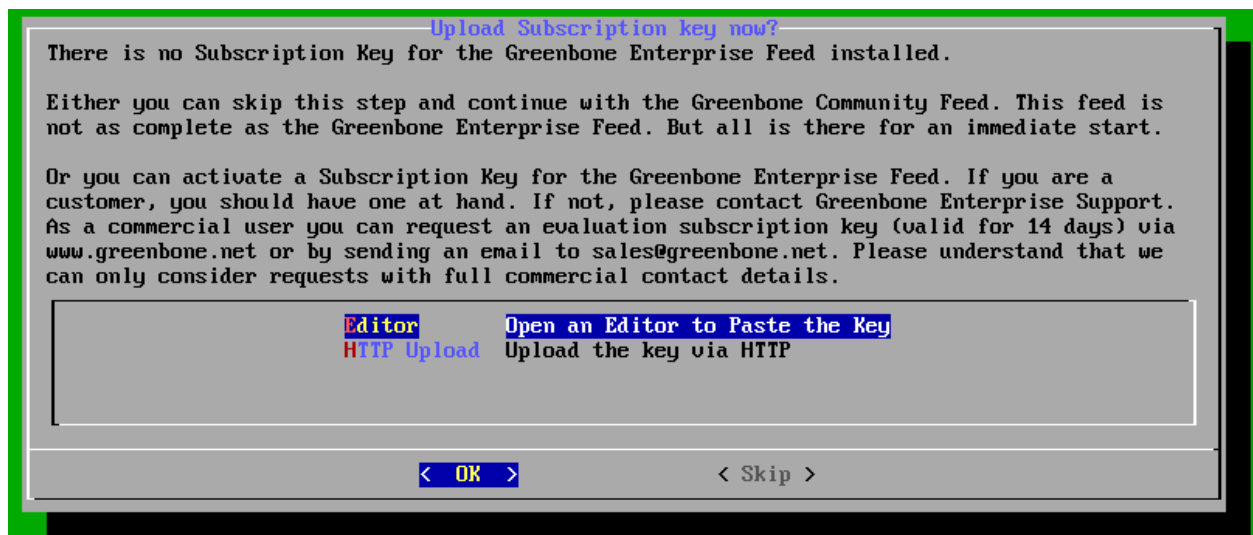 Upload Subscription key now?
There is no Subscription Key for the Greenbone Enterprise Feed installed.
Either you can skip this step and continue with the Greenbone Community Feed. This feed is
not as complete as the Greenbone Enterprise Feed. But all is there for an immediate start.
Or you can activate a Subscription Key for the Greenbone Enterprise Feed. If you are a
customer, you should have one at hand. If not, please contact Greenbone Enterprise Support.
As a commercial user you can request an evaluation subscription key (valid for 14 days) via
www.greenbone.net or by sending an email to sales@greenbone.net. Please understand that we
can only consider requests with full commercial contact details.
Editor Open an Editor to Paste the Key
HTTP Upload Upload the key via HTTP
< OK > < Skip >